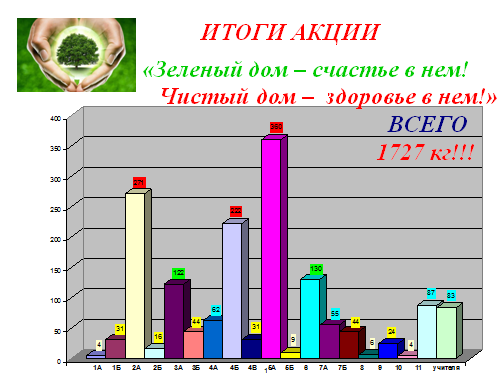 ИТОГИ АКЦИИ
«Зеленый дом – счастье в нем!
Чистый дом – здоровье в нем!»
ВСЕГО
1727 кг!!!
400
350
300
250
200
150
100
50
0
4 31 271 16 122 44 62 222 31 9 130 55 44 6 24 4 87 83
1А 1Б 2А 2Б 3А 3Б 4А 4Б 4В 5А 5Б 6 7А 7Б 8 9 10 11 учителя